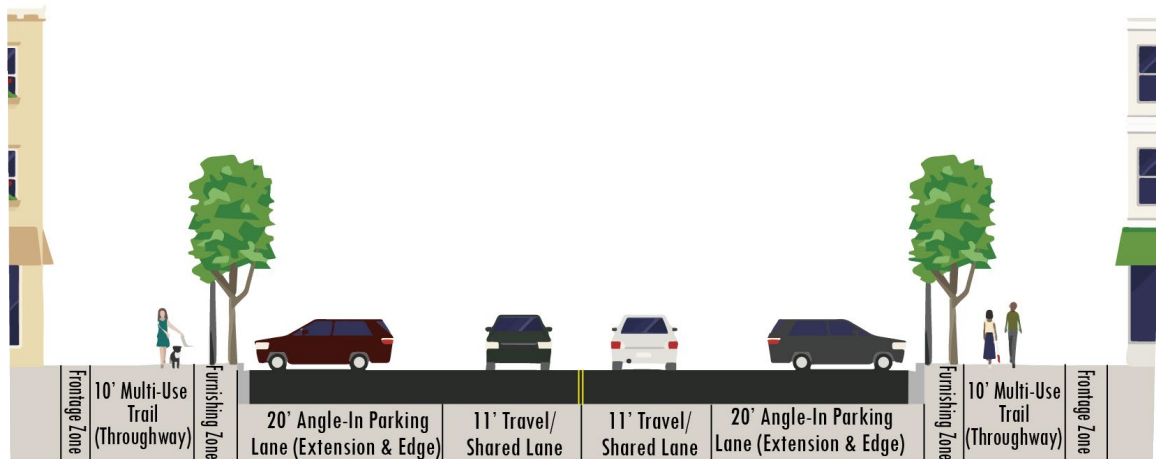 Frontage Zone
10’ Multi-Use
Trail
(Throughway)
Furnishing Zone
20’ Angle-In Parking
Lane (Extension & Edge)
11’ Travel/
Shared Lane
11’ Travel/
Shared Lane
20’ Angle-In Parking
Lane (Extension & Edge)
Furnishing Zone
10’ Multi-Use
Trail
(Throughway)
Frontage Zone